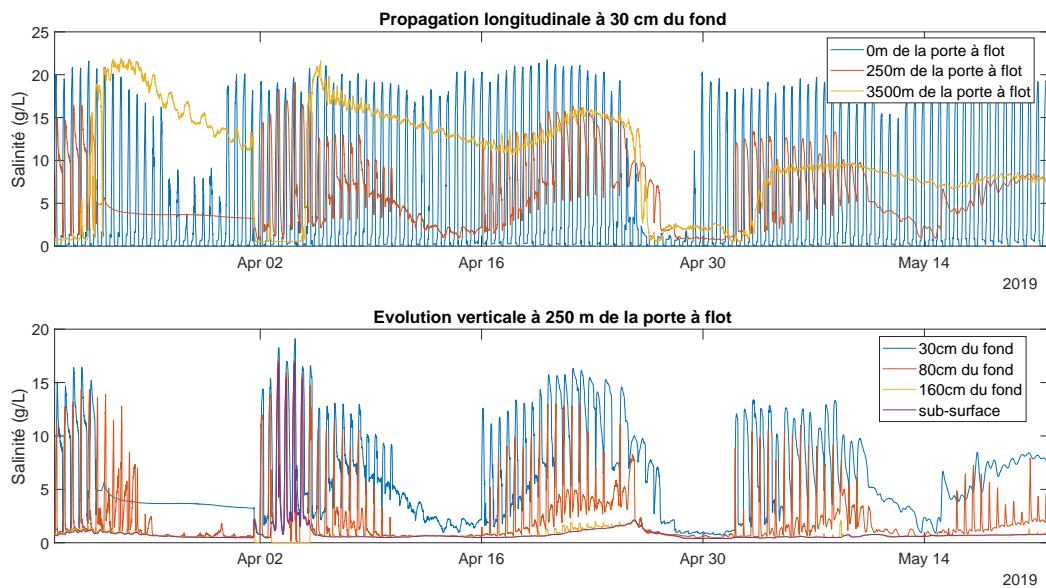 Propagation longitudinale à 30 cm du fond
25
20
15
10
5
0
Salinité (g/L)
0m de la porte à flot
250m de la porte à flot
3500m de la porte à flot
Apr 02
Apr 16
Apr 30
May 14
2019
Evolution verticale à 250 m de la porte à flot
20
15
10
5
0
Salinité (g/L)
30cm du fond
80cm du fond
160cm du fond
sub-surface
Apr 02
Apr 16
Apr 30
May 14
2019